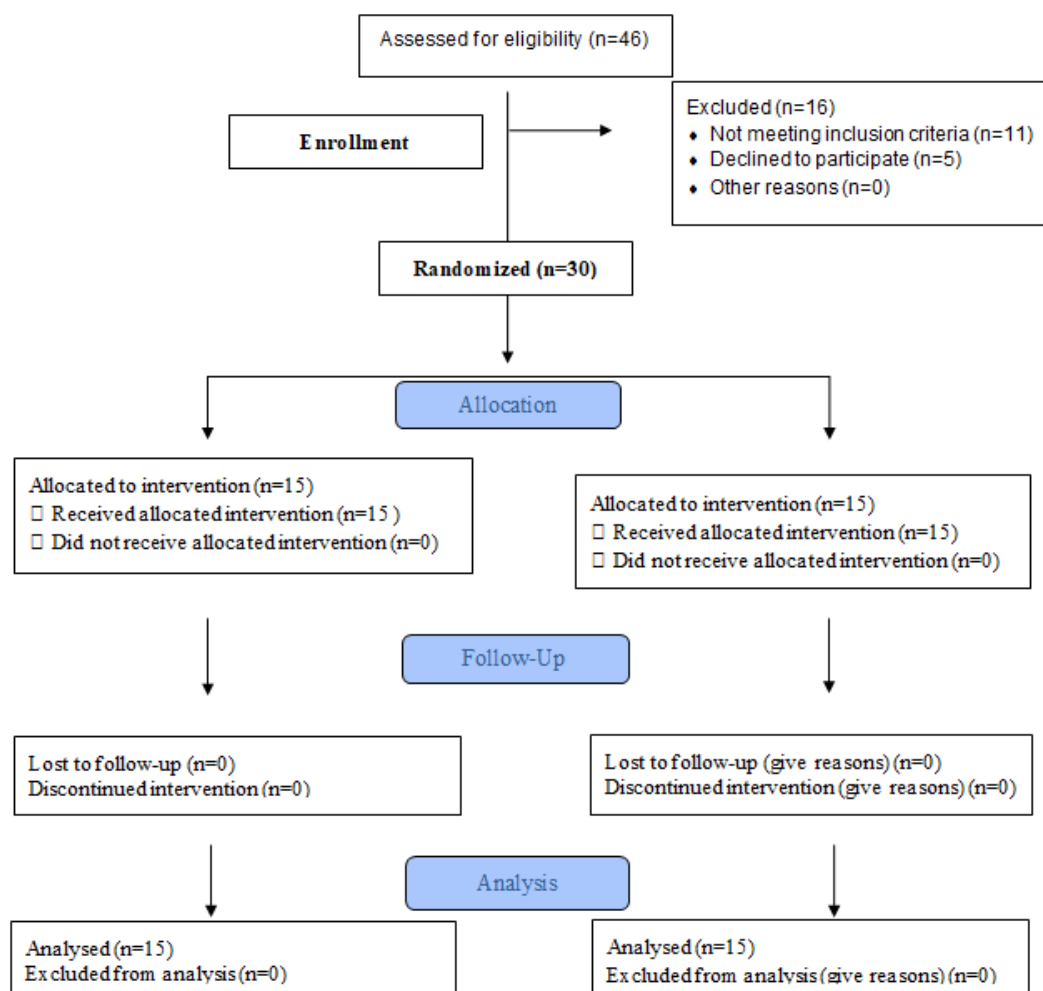 Assessed for eligibility (n=46)
Enrollment
Excluded (n=16)
♦ Not meeting inclusion criteria (n=11)
♦ Declined to participate (n=5)
♦ Other reasons (n=0)
Randomized (n=30)
Allocation
Allocated to intervention (n=15)
□ Received allocated intervention (n=15 )
□ Did not receive allocated intervention (n=0)
Allocated to intervention (n=15)
□ Received allocated intervention (n=15)
□ Did not receive allocated intervention (n=0)
Follow-Up
Lost to follow-up (n=0)
Discontinued intervention (n=0)
Lost to follow-up (give reasons) (n=0)
Discontinued intervention (give reasons) (n=0)
Analysis
Analysed (n=15)
Excluded from analysis (n=0)
Analysed (n=15)
Excluded from analysis (give reasons) (n=0)